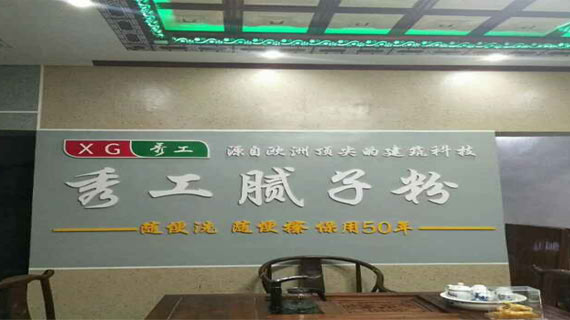 XG 秀工 源自欧洲顶尖的建筑科技
秀工腻子粉
随便洗 随便擦 保用50年